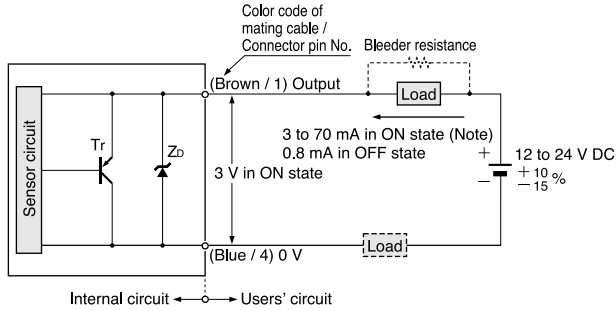 Color code of
mating cable /
Connector pin No.
Bleeder resistance
(Brown / 1) Output
Load
Sensor circuit
Tr
ZD
3 to 70 mA in ON state (Note)
0.8 mA in OFF state
3 V in ON
state
+
−
12 to 24 V DC
+ 10
− 15 %
(Blue / 4) 0 V
Load
Internal circuit
Users' circuit